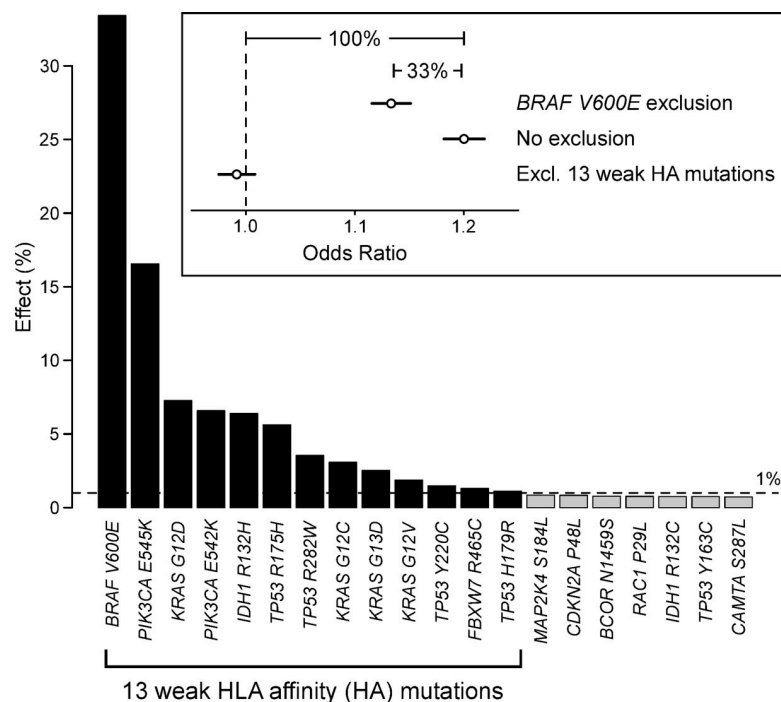 100%
33%
BRAF V600E exclusion
No exclusion
Excl. 13 weak HA mutations
1.0
1.1
1.2
Odds Ratio
Effect (%)
30
25
20
15
10
5
0
1%
BRAF V600E
PIK3CA E545K
KRAS G12D
PIK3CA E542K
IDH1 R132H
TP53 R175H
TP53 R282W
KRAS G12C
KRAS G13D
KRAS G12V
TP53 Y220C
FBXW7 R465C
TP53 H179R
MAP2K4 S184L
CDKN2A P48L
BCOR N1459S
RAC1 P29L
IDH1 R132C
TP53 Y163C
CAMTA S287L
13 weak HLA affinity (HA) mutations